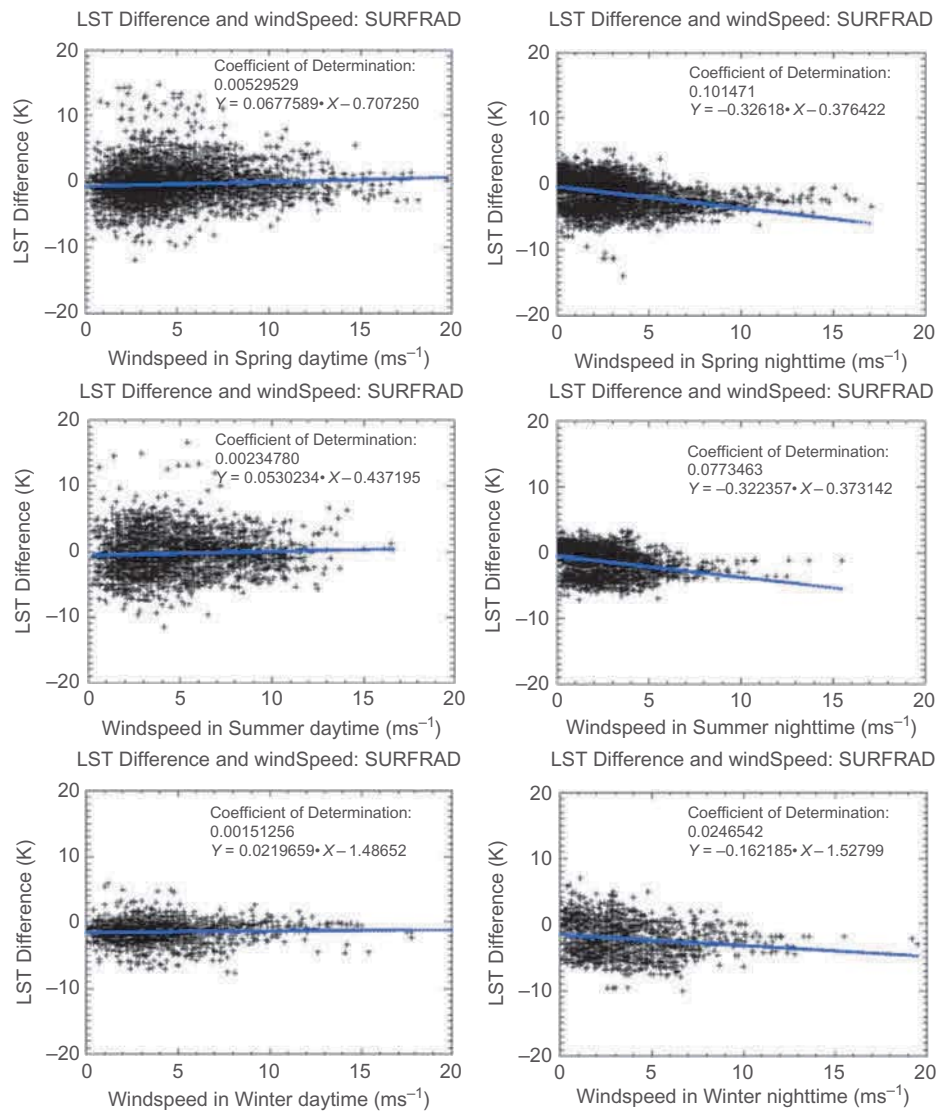 LST Difference and windSpeed: SURFRAD
20
10
0
–10
–20
LST Difference (K)
Coefficient of Determination:
0.00529529
Y = 0.0677589• X – 0.707250
0 5 10 15 20
Windspeed in Spring daytime (ms–1)
LST Difference and windSpeed: SURFRAD
20
10
0
–10
–20
LST Difference (K)
Coefficient of Determination:
0.101471
Y = –0.32618• X – 0.376422
0 5 10 15 20
Windspeed in Spring nighttime (ms–1)
LST Difference and windSpeed: SURFRAD
20
10
0
–10
–20
LST Difference (K)
Coefficient of Determination:
0.00234780
Y = 0.0530234• X – 0.437195
0 5 10 15 20
Windspeed in Summer daytime (ms–1)
LST Difference and windSpeed: SURFRAD
20
10
0
–10
–20
LST Difference (K)
Coefficient of Determination:
0.0773463
Y = –0.322357• X – 0.373142
0 5 10 15 20
Windspeed in Summer nighttime (ms–1)
LST Difference and windSpeed: SURFRAD
20
10
0
–10
–20
LST Difference (K)
Coefficient of Determination:
0.00151256
Y = 0.0219659• X – 1.48652
0 5 10 15 20
Windspeed in Winter daytime (ms–1)
LST Difference and windSpeed: SURFRAD
20
10
0
–10
–20
LST Difference (K)
Coefficient of Determination:
0.0246542
Y = –0.162185• X – 1.52799
0 5 10 15 20
Windspeed in Winter nighttime (ms–1)